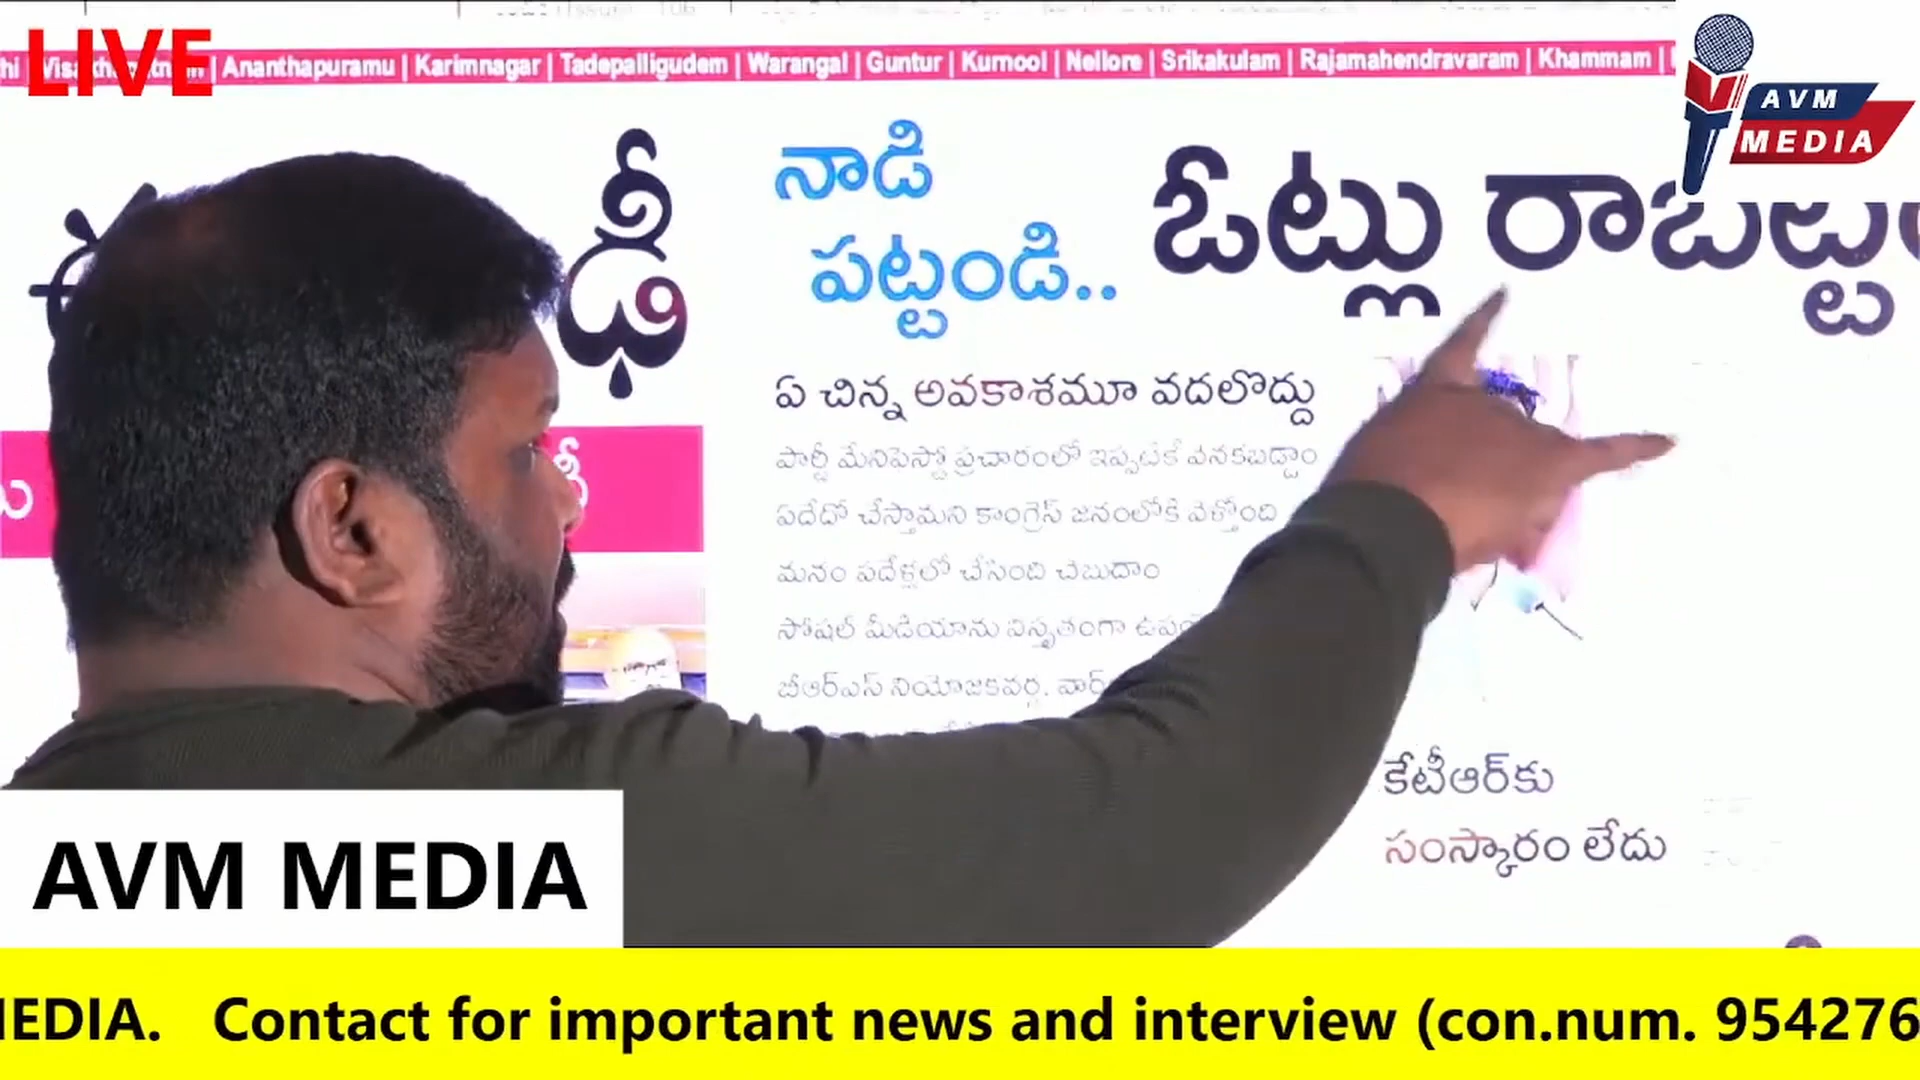 LIVE
Ananthapuramu | Karimnagar | Tadepalligudem | Warangal | Guntur | Kurnool | Nellore | Srikakulam | Rajamahendravaram | Khammam |
AVM
MEDIA
నాడి
పట్టండి..
ఓట్లు
ఏ చిన్న అవకాశమూ వదలొద్దు
పార్టీ మేనిఫెస్టో ప్రచారంలో ఇప్పటికే వెనకబడ్డాం
ఏదేదో చేస్తామని కాంగ్రెస్ జనంలోకి వెళ్తోంది
మనం పదేళ్లలో చేసింది చెబుదాం
సోషల్ మీడియాను విస్తృతంగా
బీఆర్ఎస్ నియోజకవర్గ,
కేటీఆర్‌కు
సంస్కారం లేదు
AVM MEDIA
MEDIA. Contact for important news and interview (con.num. 954276